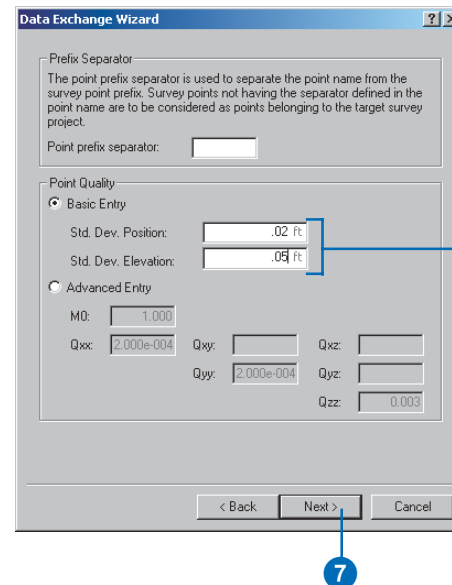 Data Exchange Wizard
Prefix Separator
The point prefix separator is used to separate the point name from the
survey point prefix. Survey points not having the separator defined in the
point name are to be considered as points belonging to the target survey
project.
Point prefix separator:
Point Quality
Basic Entry
Std. Dev. Position: .02 ft
Std. Dev. Elevation: .05 ft
Advanced Entry
M0: 1.000
Qxx: 2.000e-004 Qxy: Qxz:
Qyy: 2.000e-004 Qyz:
Qzz: 0.003
< Back Next > Cancel
7